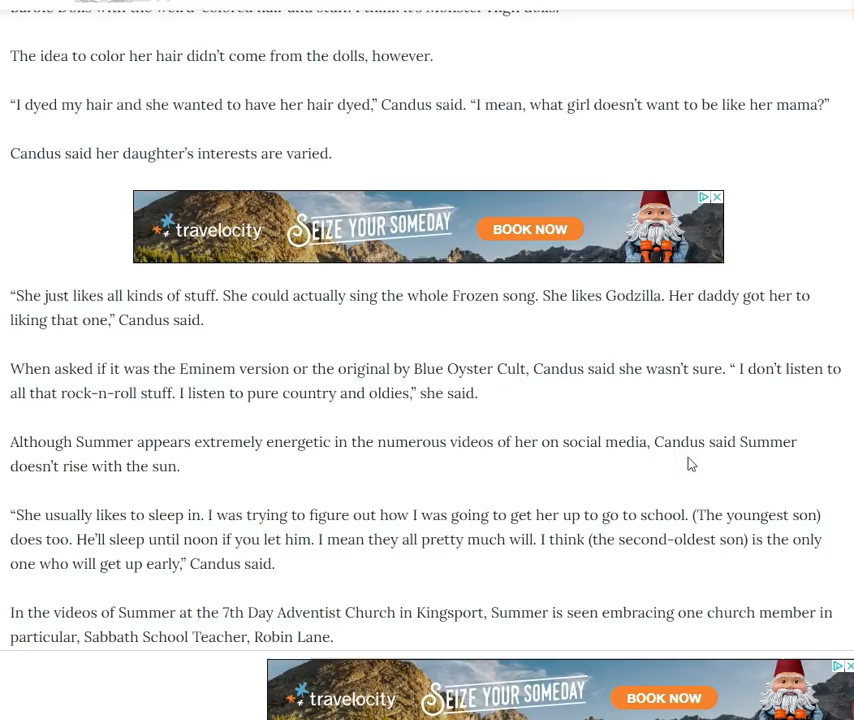 The idea to color her hair didn’t come from the dolls, however.
“I dyed my hair and she wanted to have her hair dyed,” Candus said. “I mean, what girl doesn’t want to be like her mama?”
Candus said her daughter’s interests are varied.
travelocity SEIZE YOUR SOMEDAY BOOK NOW
“She just likes all kinds of stuff. She could actually sing the whole Frozen song. She likes Godzilla. Her daddy got her to
liking that one,” Candus said.
When asked if it was the Eminem version or the original by Blue Oyster Cult, Candus said she wasn’t sure. “ I don’t listen to
all that rock-n-roll stuff. I listen to pure country and oldies,” she said.
Although Summer appears extremely energetic in the numerous videos of her on social media, Candus said Summer
doesn’t rise with the sun.
“She usually likes to sleep in. I was trying to figure out how I was going to get her up to go to school. (The youngest son)
does too. He’ll sleep until noon if you let him. I mean they all pretty much will. I think (the second-oldest son) is the only
one who will get up early,” Candus said.
In the videos of Summer at the 7th Day Adventist Church in Kingsport, Summer is seen embracing one church member in
particular, Sabbath School Teacher, Robin Lane.
travelocity SEIZE YOUR SOMEDAY BOOK NOW